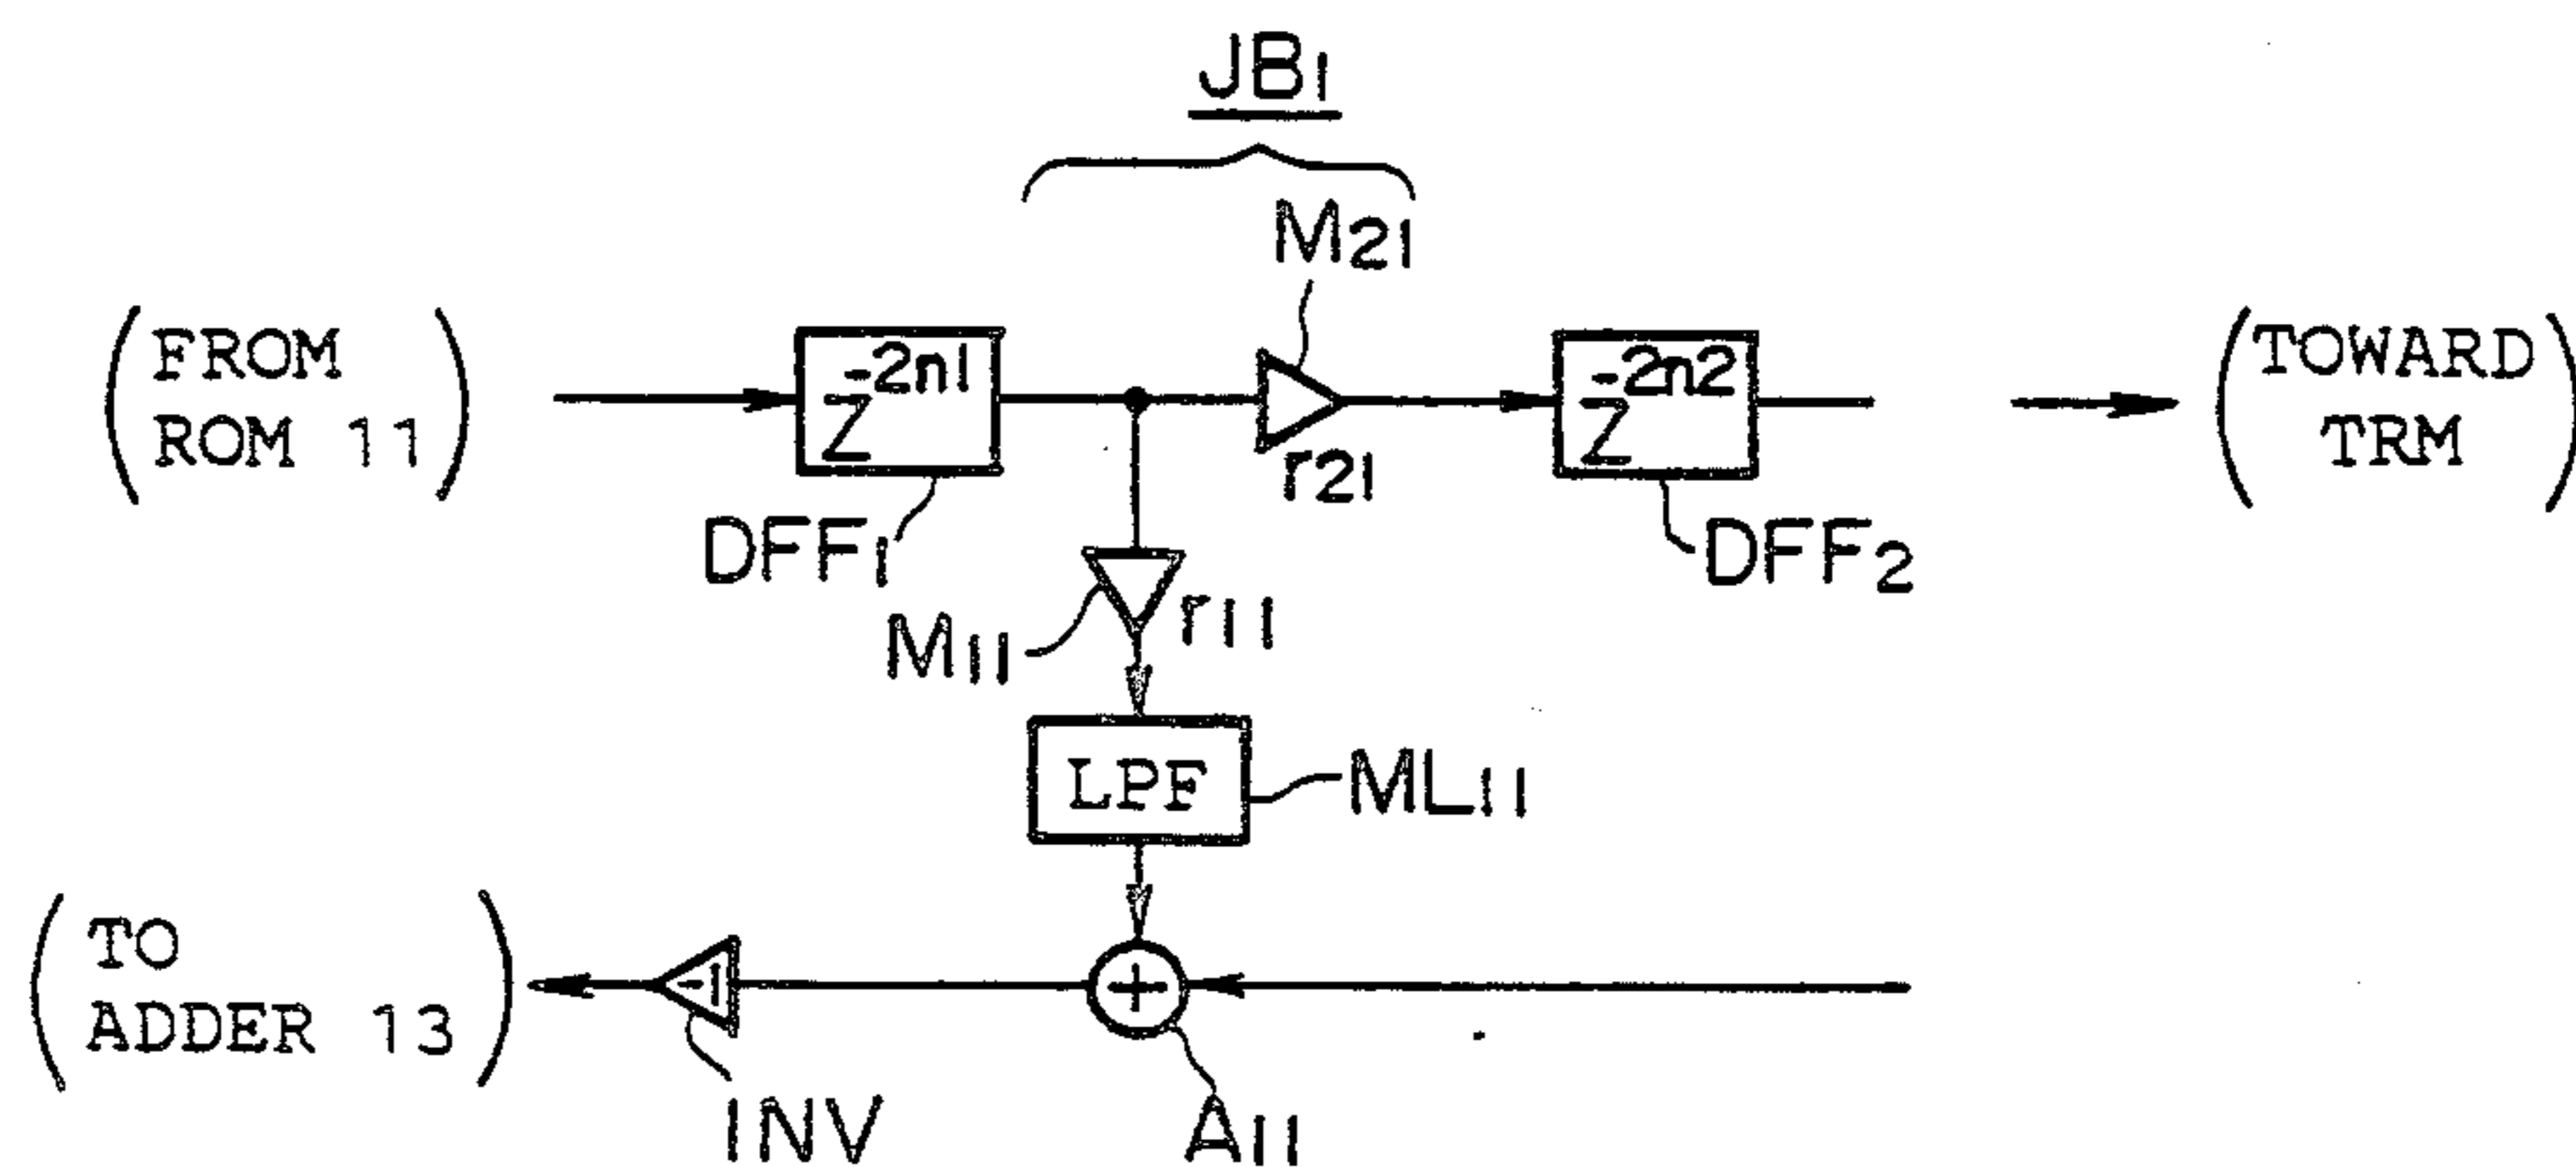 JB1
M21
FROM
ROM 11
Z-2n1
r21
Z-2n2
TOWARD
TRM
DFF1
DFF2
M11
r11
LPF
ML11
TO
ADDER 13
-1
+
INV
A11